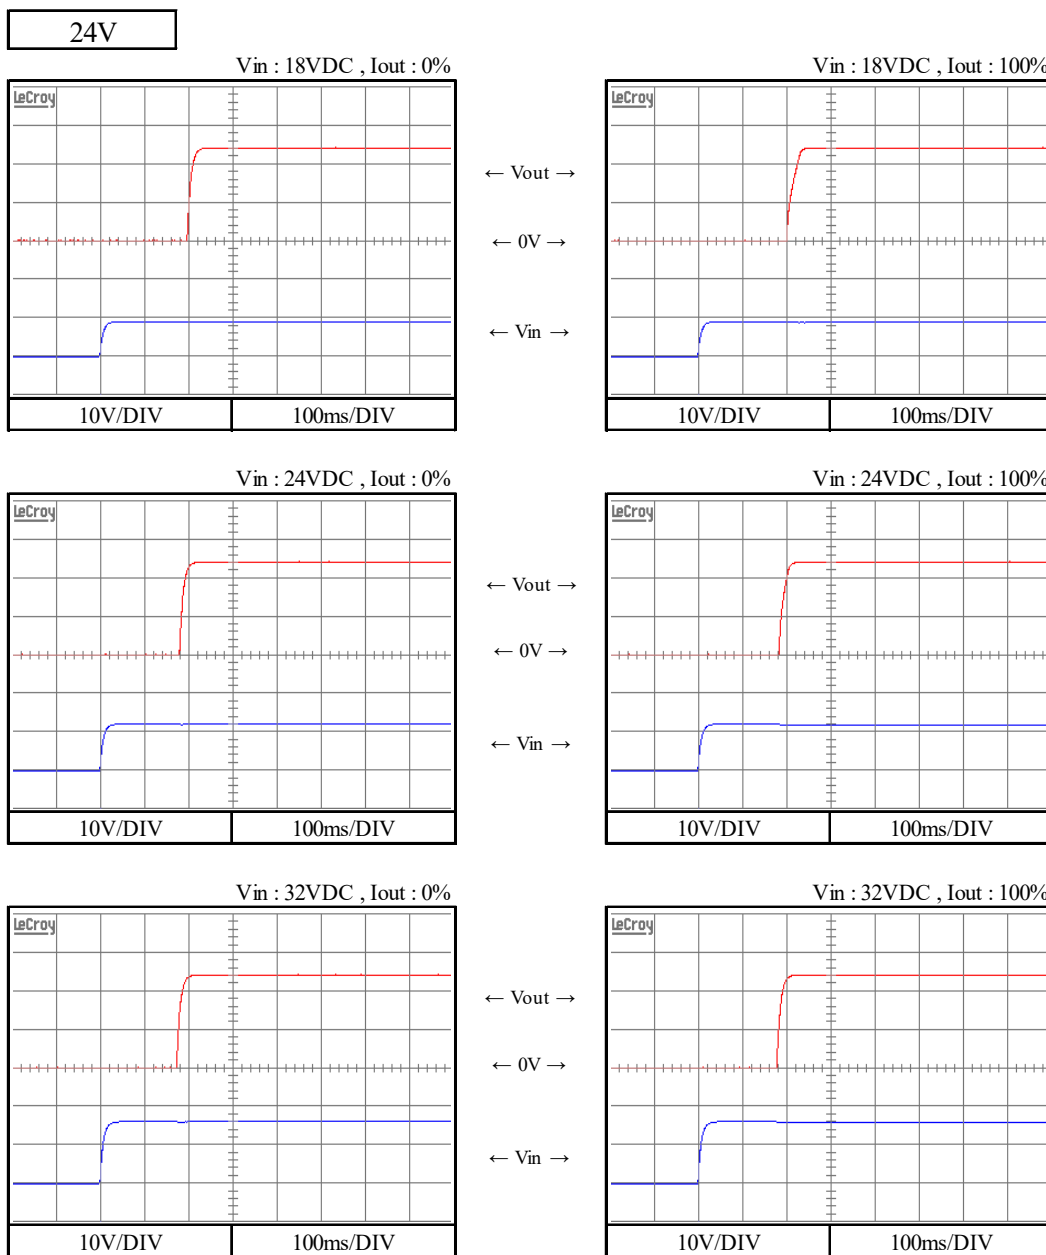 24V
Vin : 18VDC , Iout : 0%
Vin : 18VDC , Iout : 100%
LeCroy
LeCroy
← Vout →
← 0V →
← Vin →
10V/DIV
100ms/DIV
10V/DIV
100ms/DIV
Vin : 24VDC , Iout : 0%
Vin : 24VDC , Iout : 100%
LeCroy
LeCroy
← Vout →
← 0V →
← Vin →
10V/DIV
100ms/DIV
10V/DIV
100ms/DIV
Vin : 32VDC , Iout : 0%
Vin : 32VDC , Iout : 100%
LeCroy
LeCroy
← Vout →
← 0V →
← Vin →
10V/DIV
100ms/DIV
10V/DIV
100ms/DIV